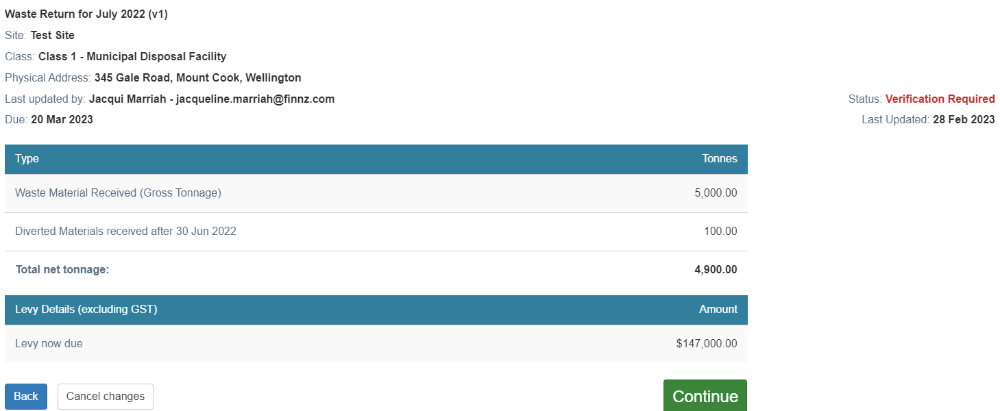 Waste Return for July 2022 (v1)
Site: Test Site
Class: Class 1 - Municipal Disposal Facility
Physical Address: 345 Gale Road, Mount Cook, Wellington
Last updated by: Jacqui Marriah - jacqueline.marriah@finnz.com
Status: Verification Required
Due: 20 Mar 2023
Last Updated: 28 Feb 2023
Type Tonnes
Waste Material Received (Gross Tonnage) 5,000.00
Diverted Materials received after 30 Jun 2022 100.00
Total net tonnage: 4,900.00
Levy Details (excluding GST) Amount
Levy now due $147,000.00
Back Cancel changes Continue